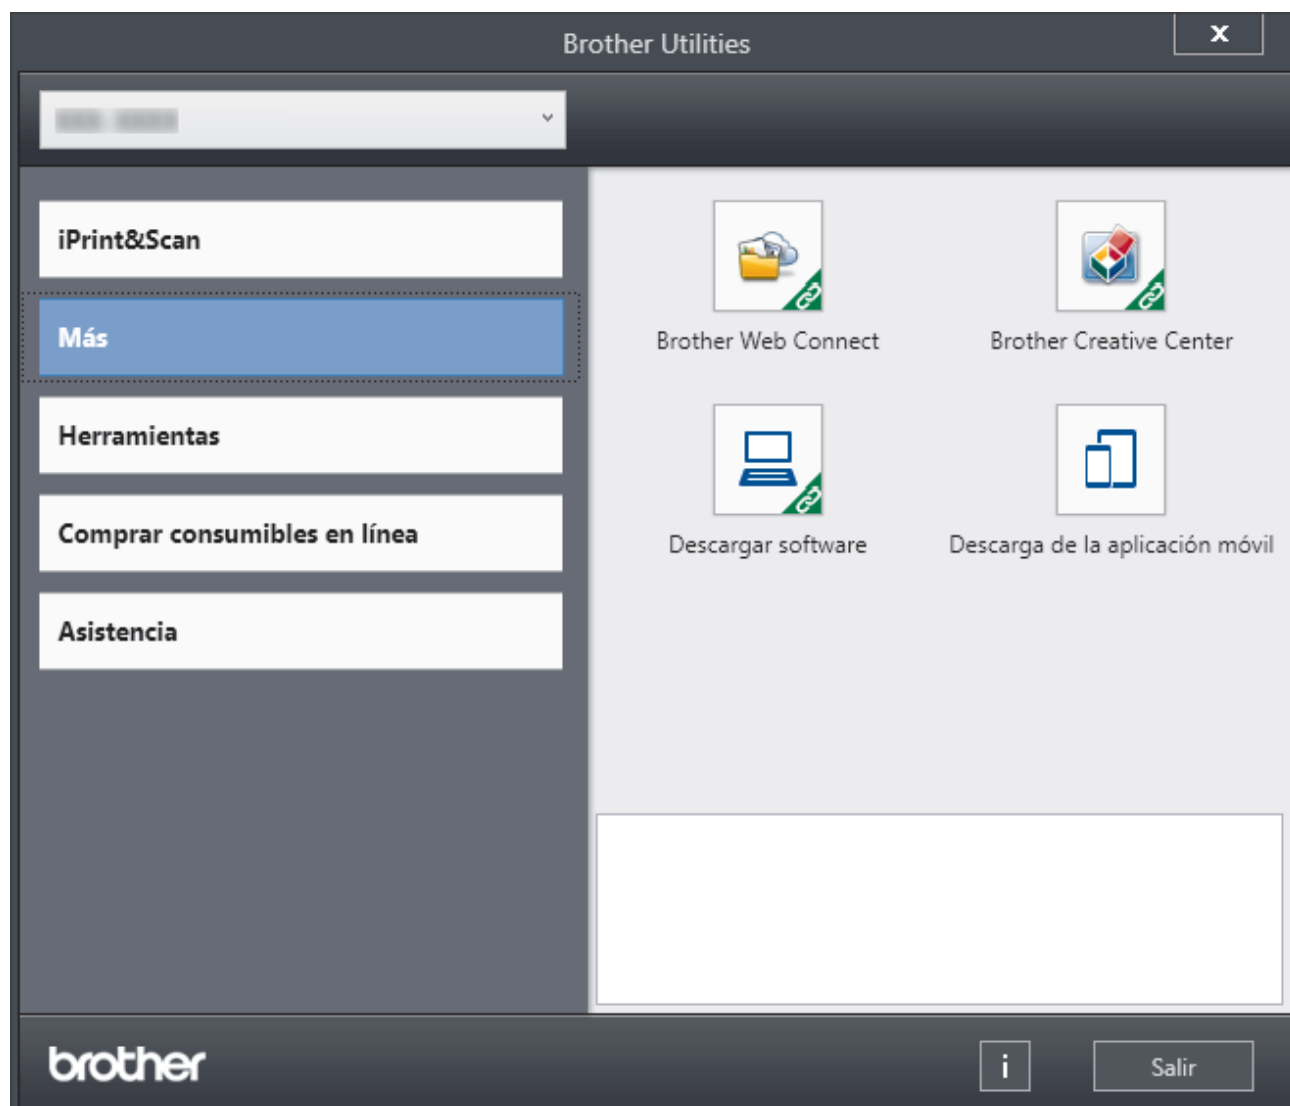 Brother Utilities
x
iPrint&Scan
Más
Herramientas
Comprar consumibles en línea
Asistencia
Brother Web Connect
Brother Creative Center
Descargar software
Descarga de la aplicación móvil
brother
i
Salir